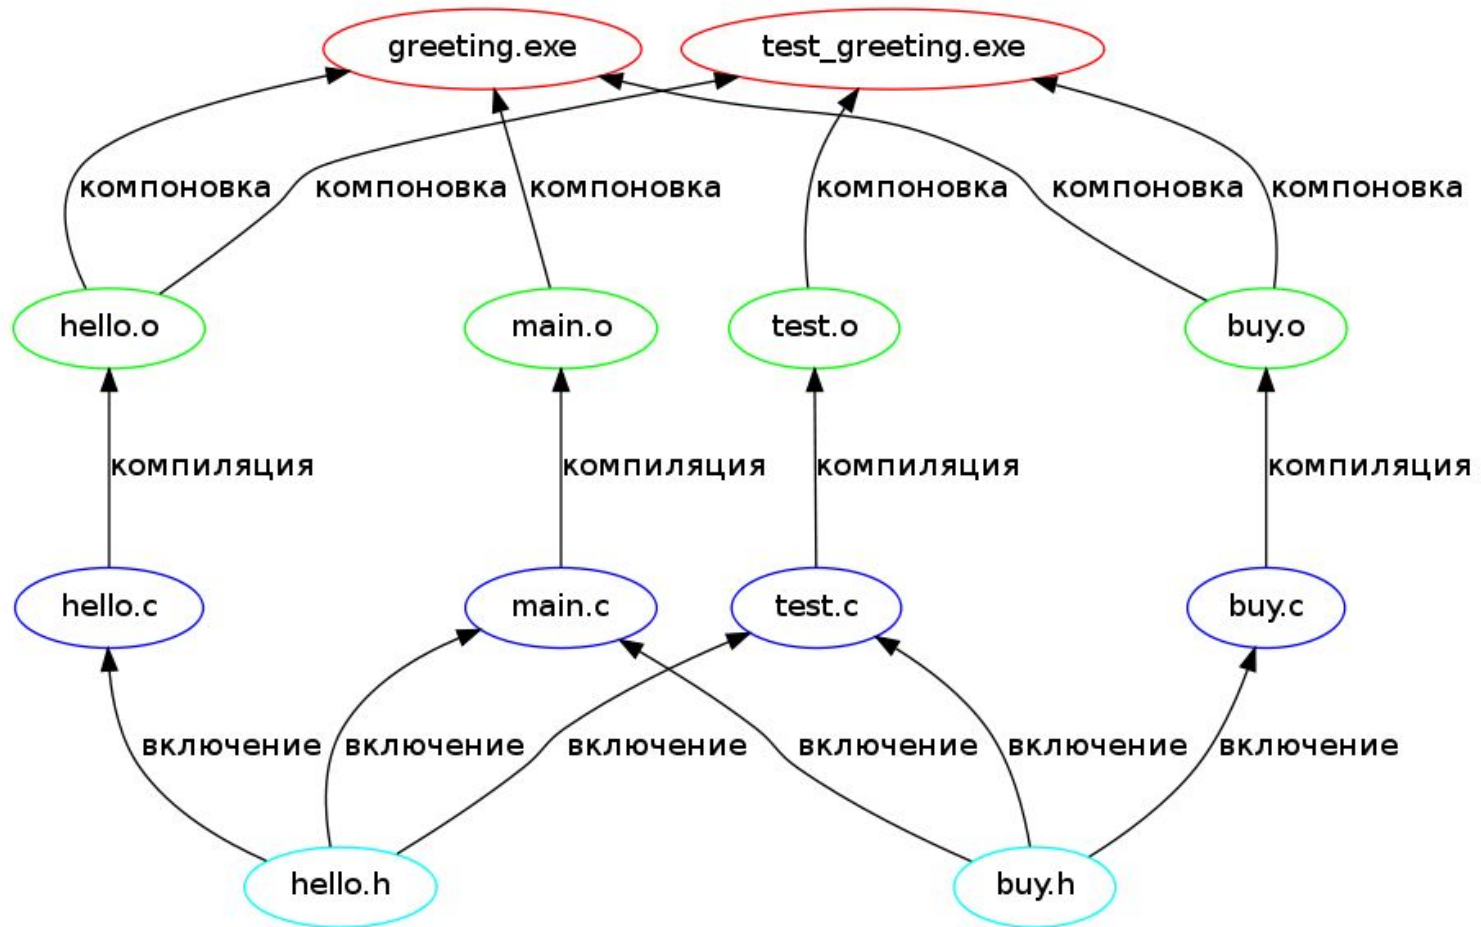 greeting.exe
test_greeting.exe
компоновка
компоновка
компоновка
компоновка
компоновка
компоновка
hello.o
main.o
test.o
buy.o
компиляция
компиляция
компиляция
компиляция
hello.c
main.c
test.c
buy.c
включение
включение
включение
включение
включение
включение
hello.h
buy.h